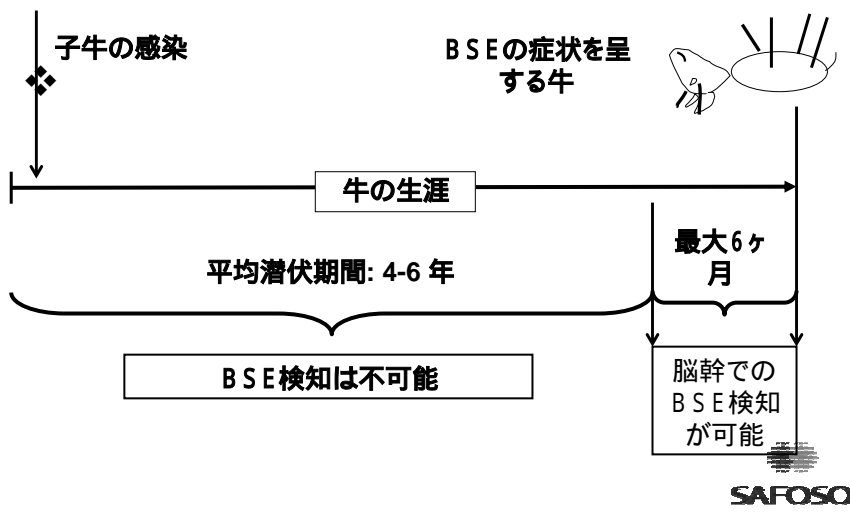 子牛の感染
ＢＳＥの症状を呈
する牛
牛の生涯
最大6ヶ
月
平均潜伏期間: 4-6 年
ＢＳＥ検知は不可能
脳幹での
ＢＳＥ検知
が可能
SAFOSO